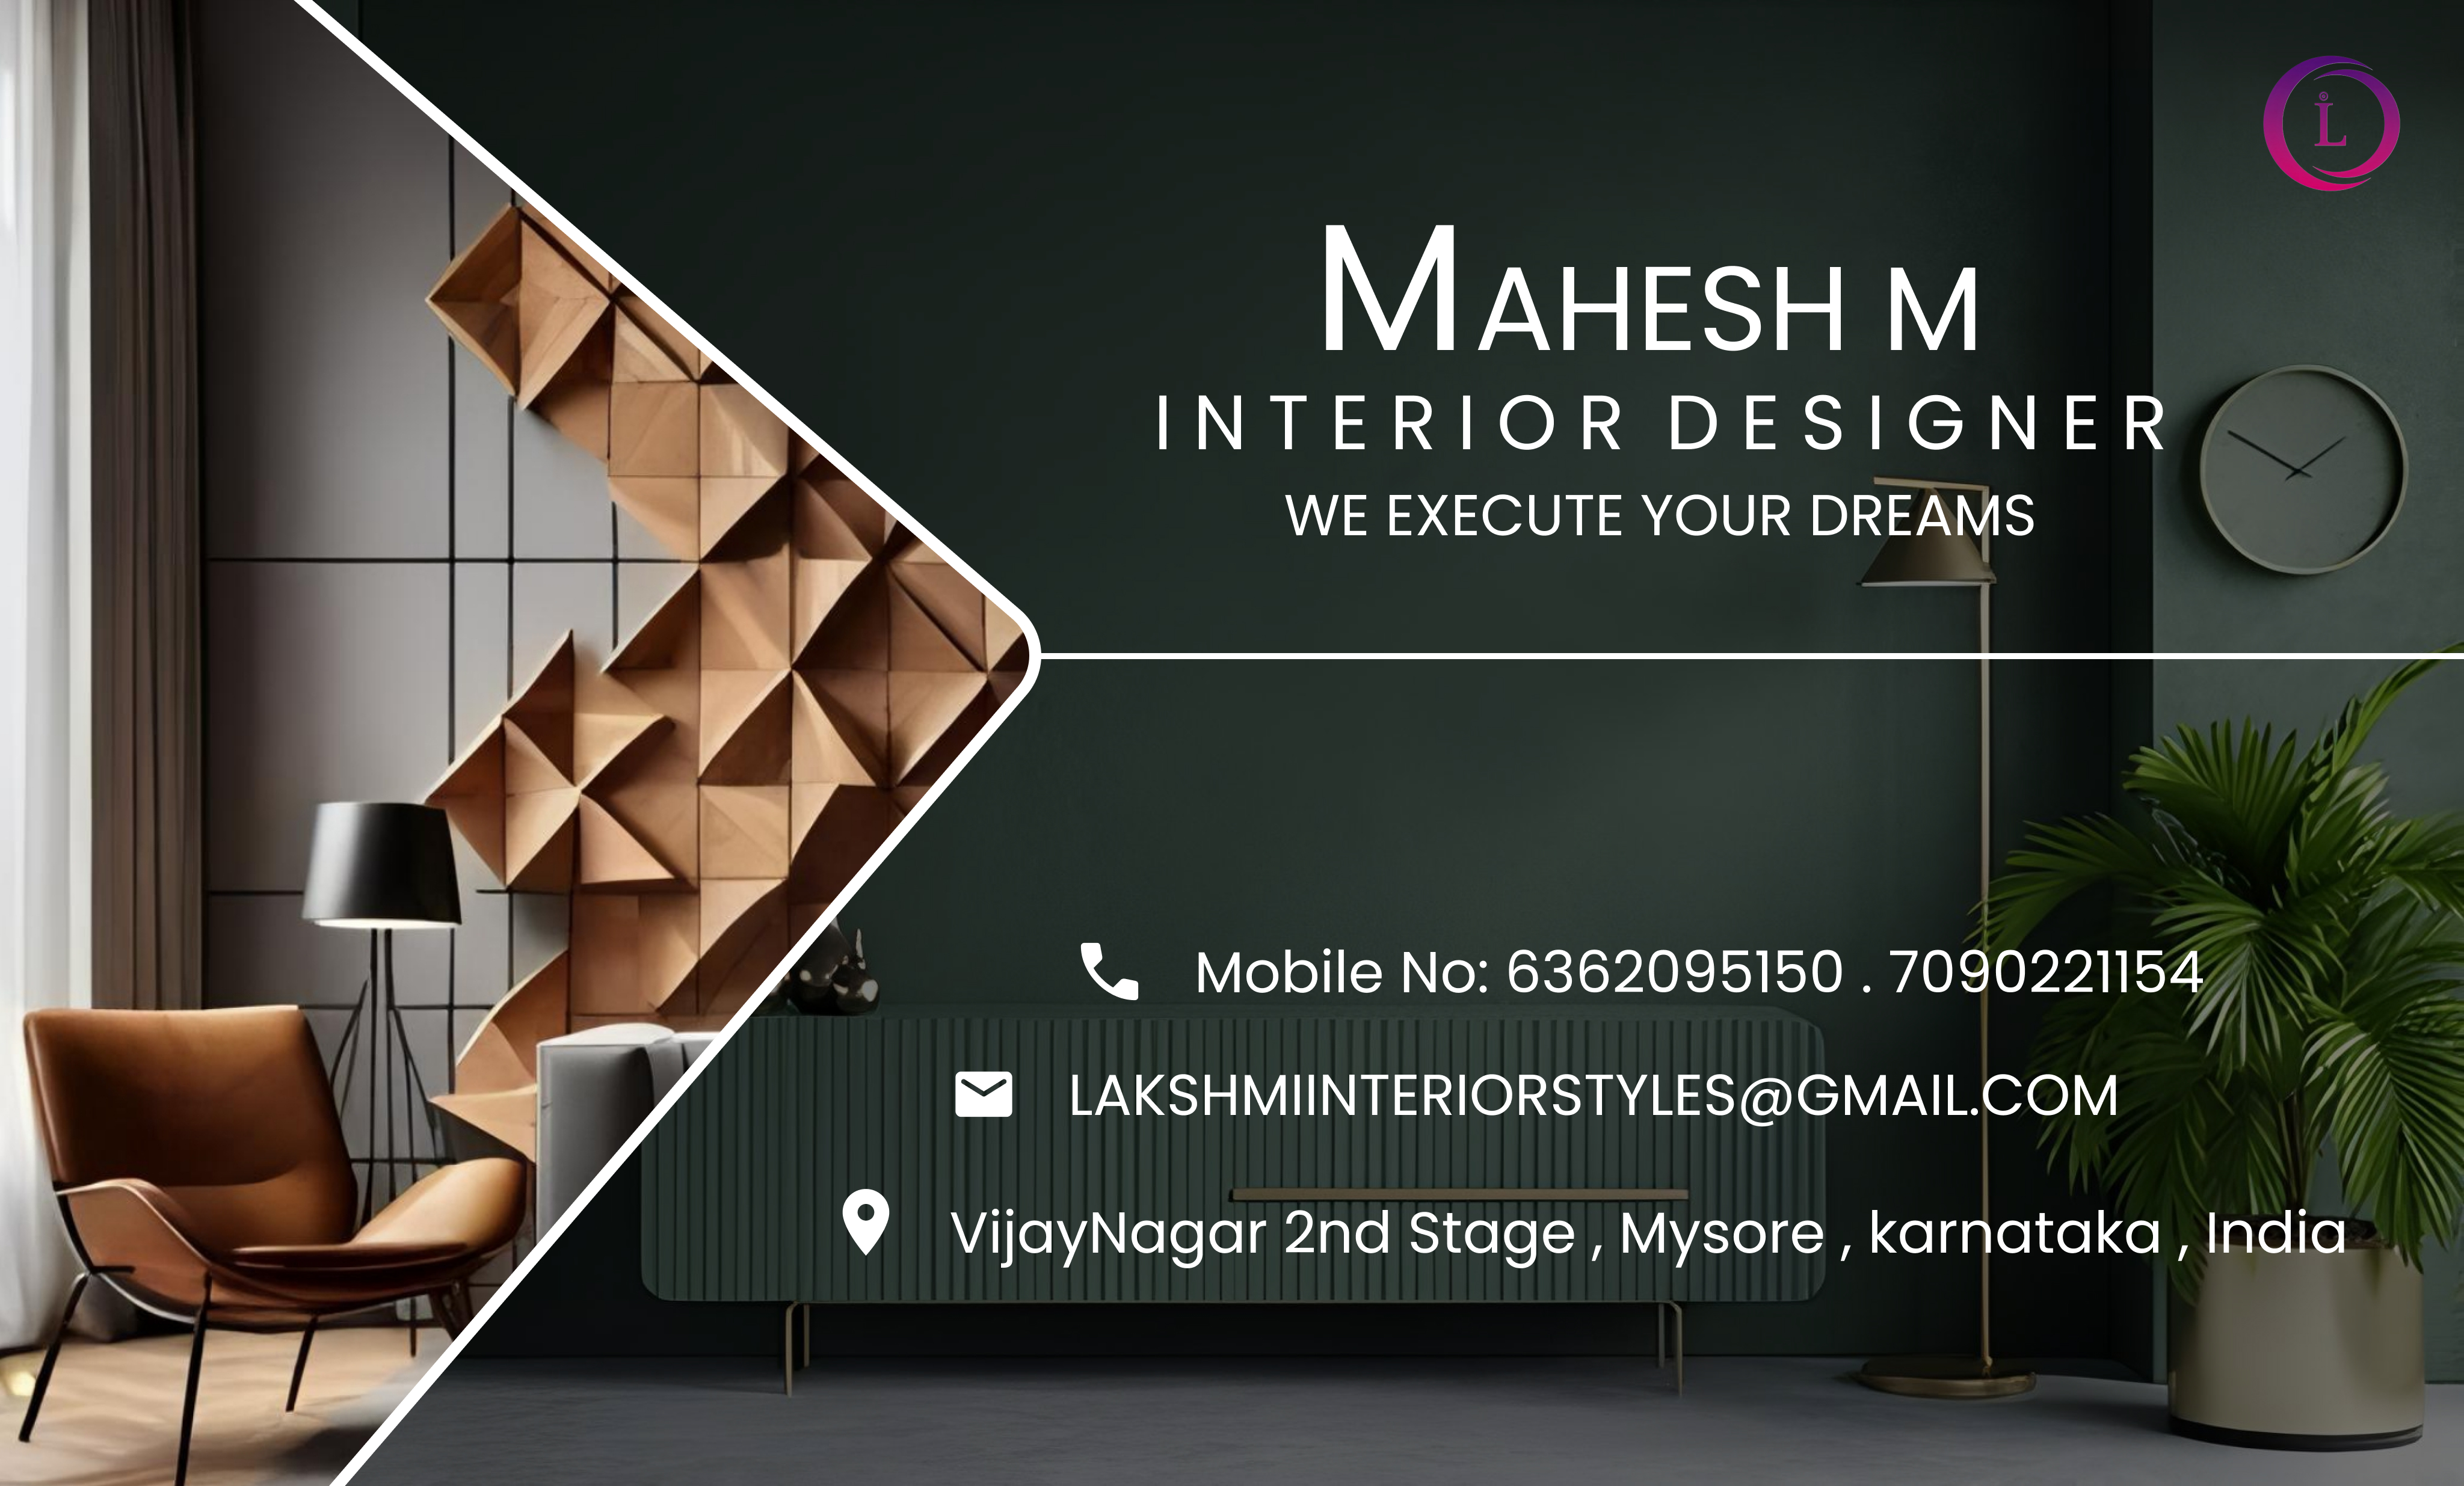 L
MAHESH M
INTERIOR DESIGNER
WE EXECUTE YOUR DREAMS
Mobile No: 6362095150 . 7090221154
LAKSHMIINTERIORSTYLES@GMAIL.COM
VijayNagar 2nd Stage , Mysore , karnataka , India